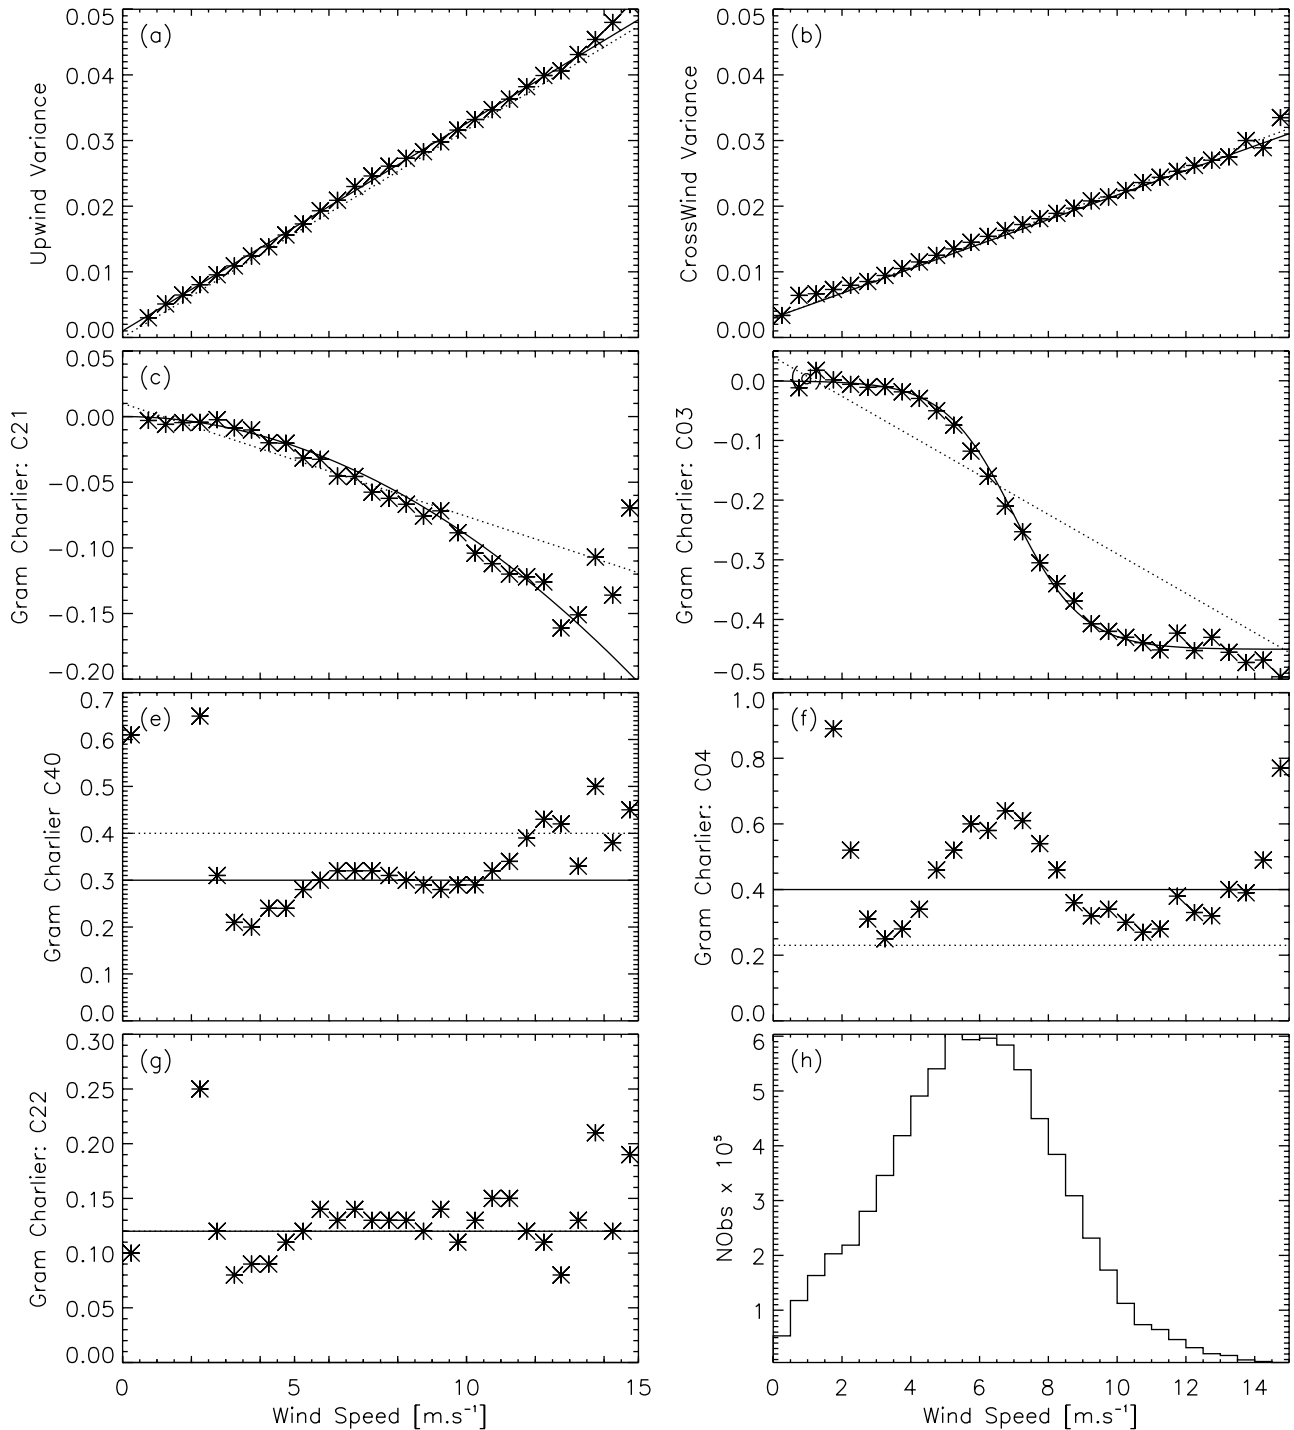 (a)
Upwind Variance
0.05
0.04
0.03
0.02
0.01
0.00
(b)
CrossWind Variance
0.05
0.04
0.03
0.02
0.01
0.00
(c)
Gram Charlier: C21
0.05
0.00
−0.05
−0.10
−0.15
−0.20
Gram Charlier: C03
0.0
−0.1
−0.2
−0.3
−0.4
−0.5
(e)
Gram Charlier C40
0.7
0.6
0.5
0.4
0.3
0.2
0.1
0.0
(f)
Gram Charlier: C04
1.0
0.8
0.6
0.4
0.2
0.0
(g)
Gram Charlier: C22
0.30
0.25
0.20
0.15
0.10
0.05
0.00
0 5 10 15
Wind Speed [m.s⁻¹]
(h)
NObs x 10⁵
6
5
4
3
2
1
0 2 4 6 8 10 12 14
Wind Speed [m.s⁻¹]